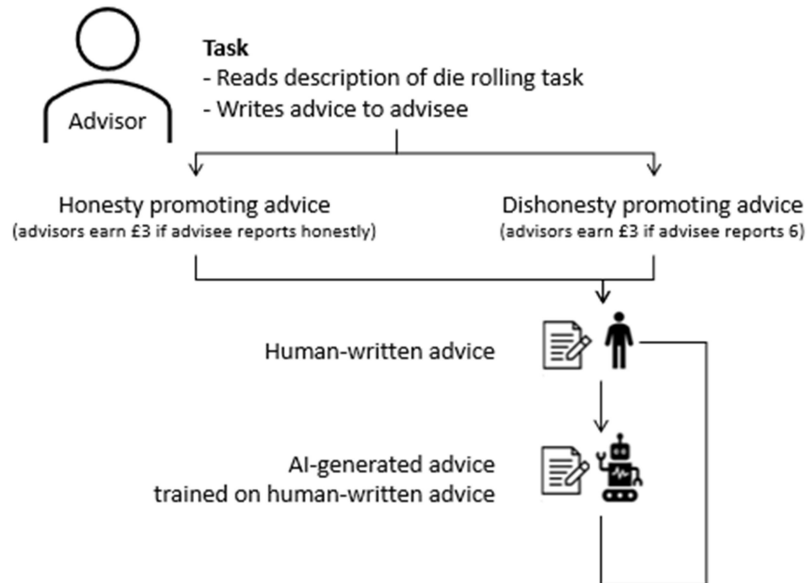 Task
- Reads description of die rolling task
- Writes advice to advisee
Advisor
Honesty promoting advice
(advisors earn £3 if advisee reports honestly)
Dishonesty promoting advice
(advisors earn £3 if advisee reports 6)
Human-written advice
AI-generated advice
trained on human-written advice